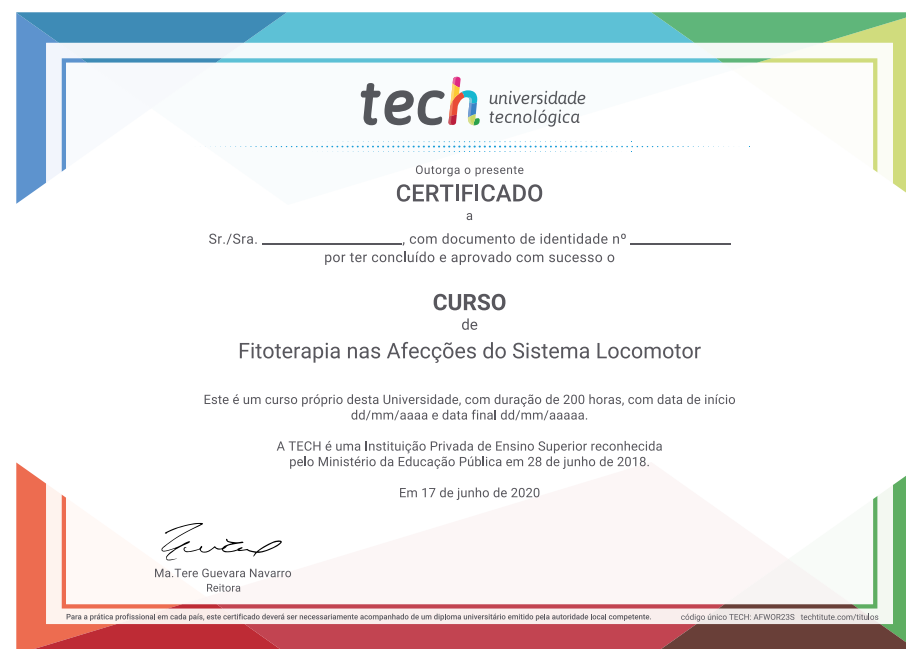 tech universidade
tecnológica
Outorga o presente
CERTIFICADO
a
Sr./Sra. ________________, com documento de identidade nº ____________
por ter concluído e aprovado com sucesso o
CURSO
de
Fitoterapia nas Afecções do Sistema Locomotor
Este é um curso próprio desta Universidade, com duração de 200 horas, com data de início
dd/mm/aaaa e data final dd/mm/aaaaa.
A TECH é uma Instituição Privada de Ensino Superior reconhecida
pelo Ministério da Educação Pública em 28 de junho de 2018.
Em 17 de junho de 2020
Ma.Tere Guevara Navarro
Reitora
Para a prática profissional em cada país, este certificado deverá ser necessariamente acompanhado de um diploma universitário emitido pela autoridade local competente. código único TECH: AFWOR23S techtitute.com/titulos